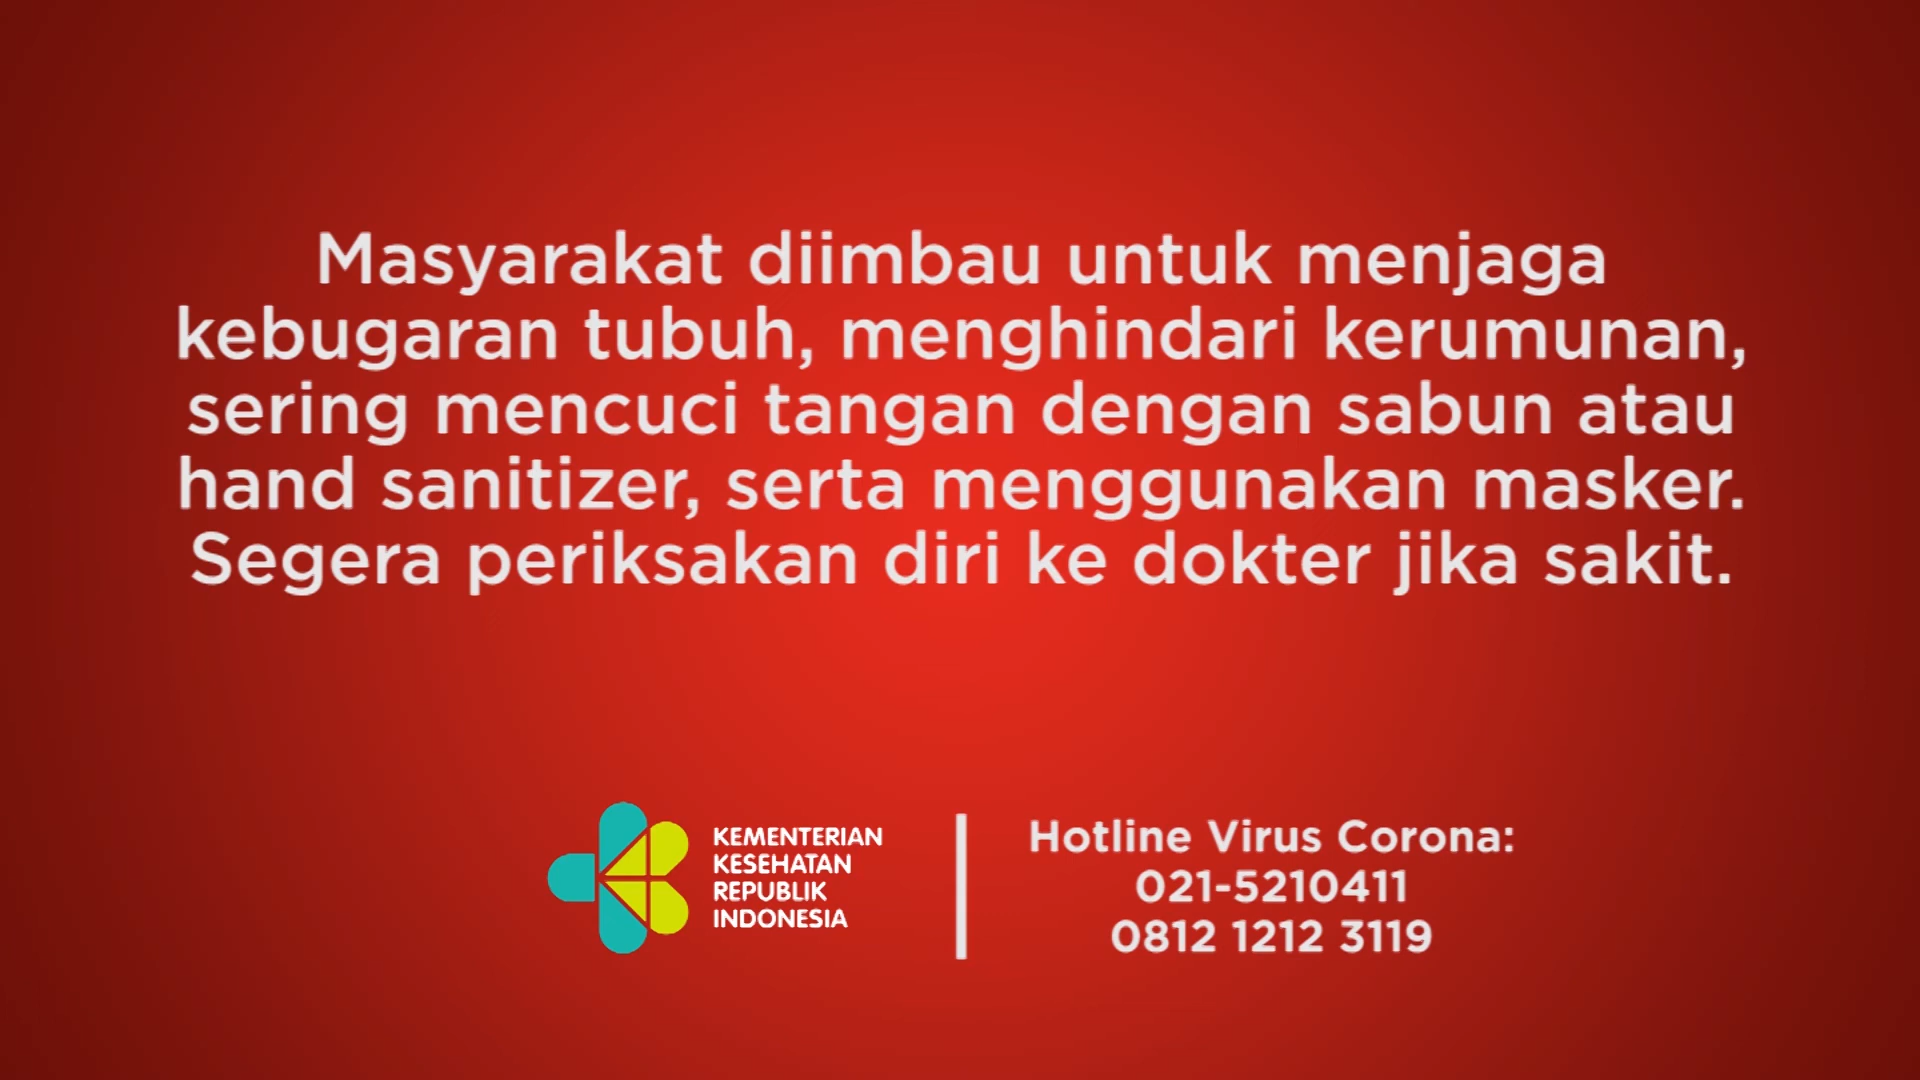 Masyarakat diimbau untuk menjaga
kebugaran tubuh, menghindari kerumunan,
sering mencuci tangan dengan sabun atau
hand sanitizer, serta menggunakan masker.
Segera periksakan diri ke dokter jika sakit.
KEMENTERIAN
KESEHATAN
REPUBLIK
INDONESIA
Hotline Virus Corona:
021-5210411
0812 1212 3119